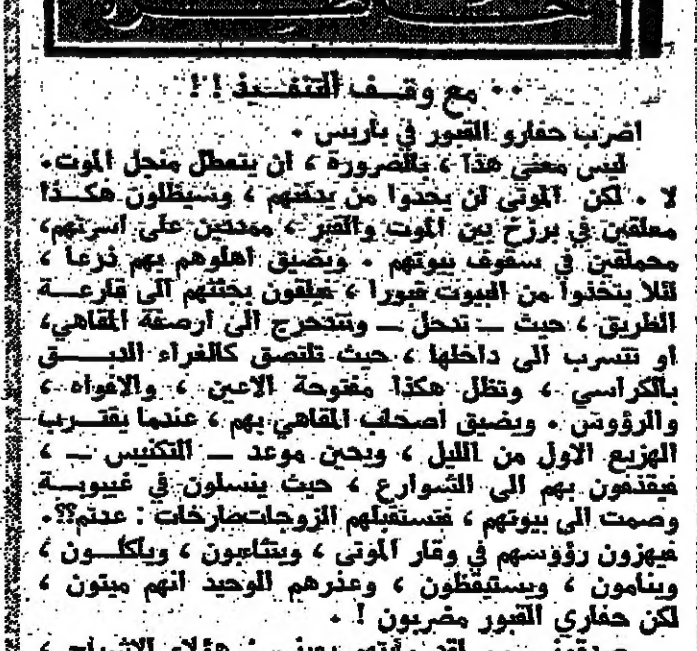 مع وقف التنفيذ ! !
اضرب حفارو القبور في باريس .
ليس معنى هذا ، بالضرورة ، ان يتعطل منجل الموت .
لا . لكن الموتى لن يجدوا من يدفنهم ، وسيظلون هكذا
معلقين في برزخ بين الموت والقبر ، ممددين على اسرتهم ،
محملقين في سقوف بيوتهم . ويضيق اهلوهم بهم ذرعا ،
لئلا يتخذوا من البيوت قبورا ، فيلقون بجثثهم الى قارعة
الطريق ، حيث ــ تدحل ــ وتتدحرج الى ارصفة المقاهي ،
او تتسرب الى داخلها ، حيث تلتصق كالغراء الدبق
بالكراسي ، وتظل هكذا مفتوحة الاعين ، والافواه ،
والرؤوس . ويضيق اصحاب المقاهي بهم ، عندما يقترب
الهزيع الاول من الليل ، ويحين موعد ــ التكنيس ــ ،
فيقذفون بهم الى الشوارع ، حيث ينسلون في غيبوبة
وصمت الى بيوتهم ، فتستقبلهم الزوجات صارخات : عدتم ؟؟ .
فيهزون رؤوسهم في وقار الموتى ، ويتثاءبون ، وياكلون ،
وينامون ، ويستيقظون ، وعذرهم الوحيد انهم ميتون ،
لكن حفاري القبور مضربون ! .